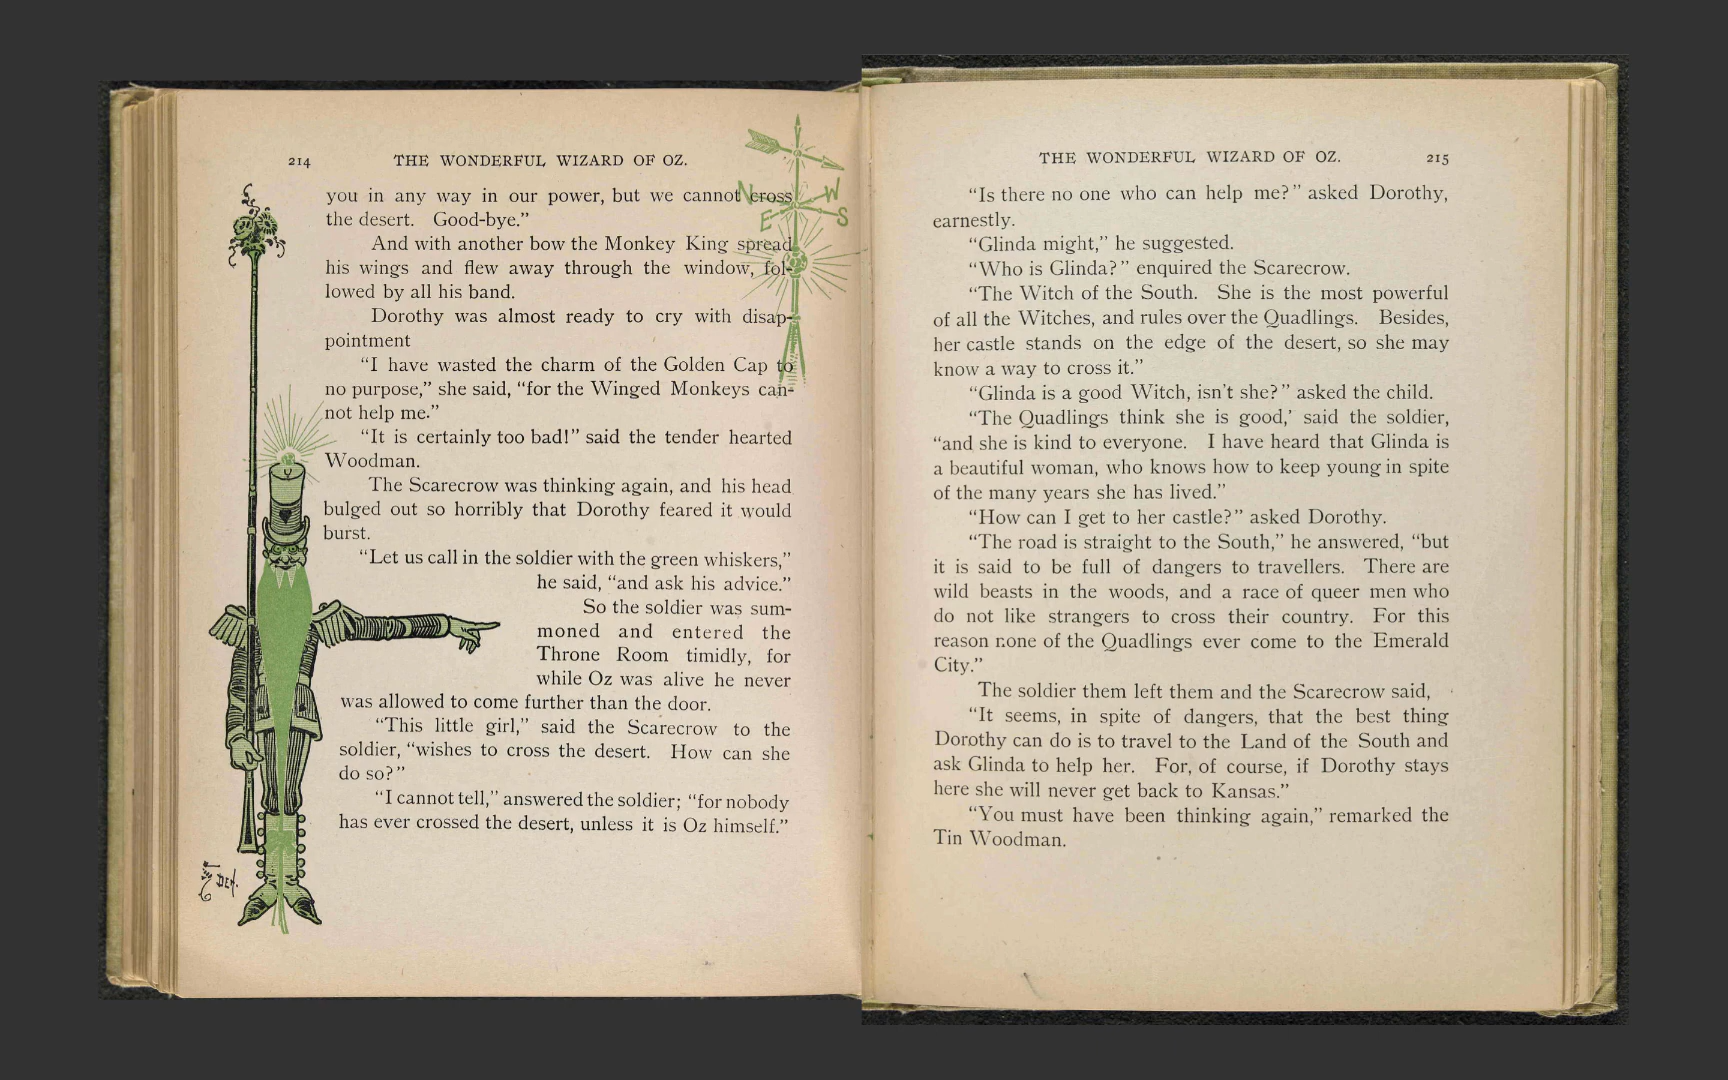 214
THE WONDERFUL WIZARD OF OZ.
N
W
E
S
you in any way in our power, but we cannot cross
the desert. Good-bye.”
And with another bow the Monkey King spread
his wings and flew away through the window, fol-
lowed by all his band.
Dorothy was almost ready to cry with disap-
pointment
“I have wasted the charm of the Golden Cap to
no purpose,” she said, “for the Winged Monkeys can-
not help me.”
“It is certainly too bad!” said the tender hearted
Woodman.
The Scarecrow was thinking again, and his head
bulged out so horribly that Dorothy feared it would
burst.
“Let us call in the soldier with the green whiskers,”
he said, “and ask his advice.”
So the soldier was sum-
moned and entered the
Throne Room timidly, for
while Oz was alive he never
was allowed to come further than the door.
“This little girl,” said the Scarecrow to the
soldier, “wishes to cross the desert. How can she
do so?”
“I cannot tell,” answered the soldier; “for nobody
has ever crossed the desert, unless it is Oz himself.”
DEN.
THE WONDERFUL WIZARD OF OZ.
215
“Is there no one who can help me?” asked Dorothy,
earnestly.
“Glinda might,” he suggested.
“Who is Glinda?” enquired the Scarecrow.
“The Witch of the South. She is the most powerful
of all the Witches, and rules over the Quadlings. Besides,
her castle stands on the edge of the desert, so she may
know a way to cross it.”
“Glinda is a good Witch, isn't she?” asked the child.
“The Quadlings think she is good,’ said the soldier,
“and she is kind to everyone. I have heard that Glinda is
a beautiful woman, who knows how to keep young in spite
of the many years she has lived.”
“How can I get to her castle?” asked Dorothy.
“The road is straight to the South,” he answered, “but
it is said to be full of dangers to travellers. There are
wild beasts in the woods, and a race of queer men who
do not like strangers to cross their country. For this
reason none of the Quadlings ever come to the Emerald
City.”
The soldier them left them and the Scarecrow said,
“It seems, in spite of dangers, that the best thing
Dorothy can do is to travel to the Land of the South and
ask Glinda to help her. For, of course, if Dorothy stays
here she will never get back to Kansas.”
“You must have been thinking again,” remarked the
Tin Woodman.